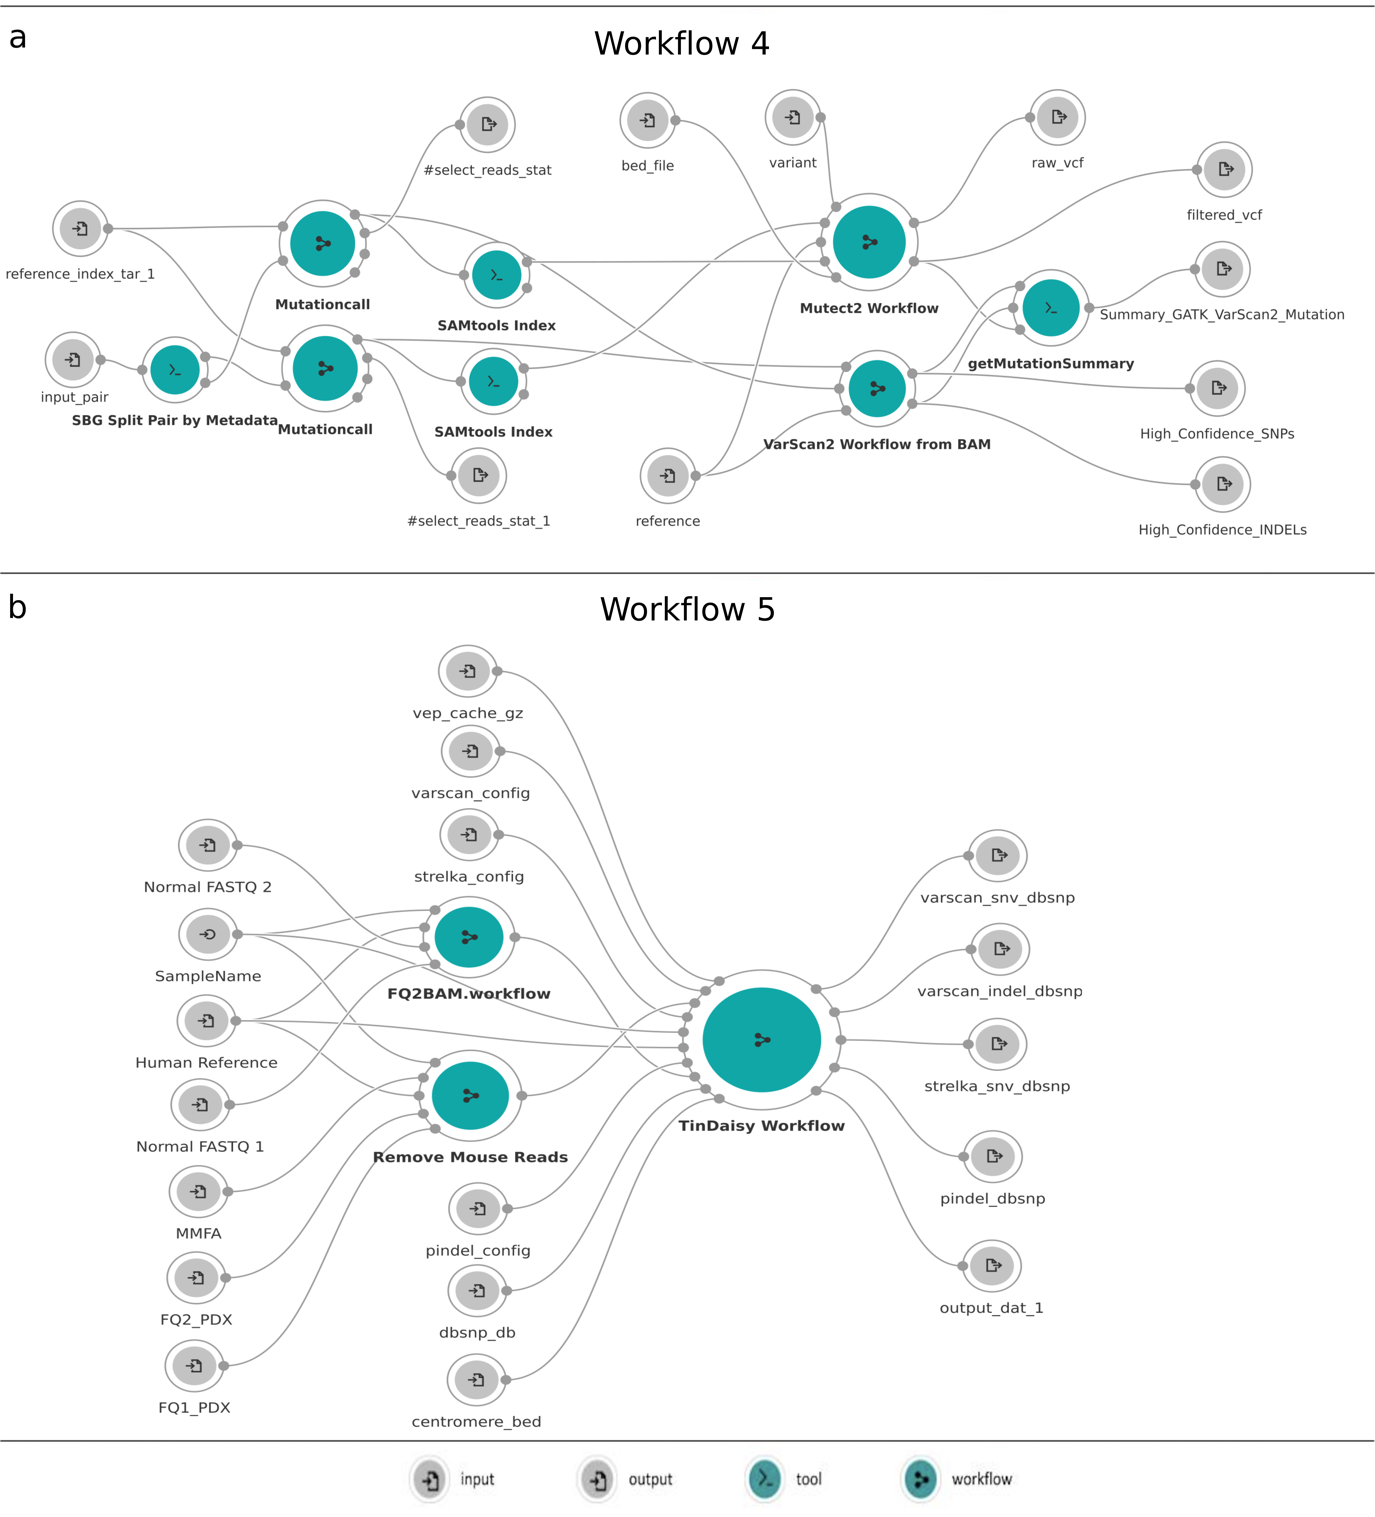 a
Workflow 4
#select_reads_stat
bed_file
variant
raw_vcf
filtered_vcf
reference_index_tar_1
Mutationcall
SAMtools Index
Mutect2 Workflow
Summary_GATK_VarScan2_Mutation
getMutationSummary
input_pair
SBG Split Pair by Metadata
Mutationcall
SAMtools Index
VarScan2 Workflow from BAM
High_Confidence_SNPs
#select_reads_stat_1
reference
High_Confidence_INDELs
b
Workflow 5
vep_cache_gz
varscan_config
strelka_config
Normal FASTQ 2
varscan_snv_dbsnp
SampleName
FQ2BAM.workflow
varscan_indel_dbsnp
Human Reference
strelka_snv_dbsnp
Normal FASTQ 1
TinDaisy Workflow
Remove Mouse Reads
pindel_dbsnp
MMFA
pindel_config
FQ2_PDX
output_dat_1
dbsnp_db
FQ1_PDX
centromere_bed
input
output
tool
workflow